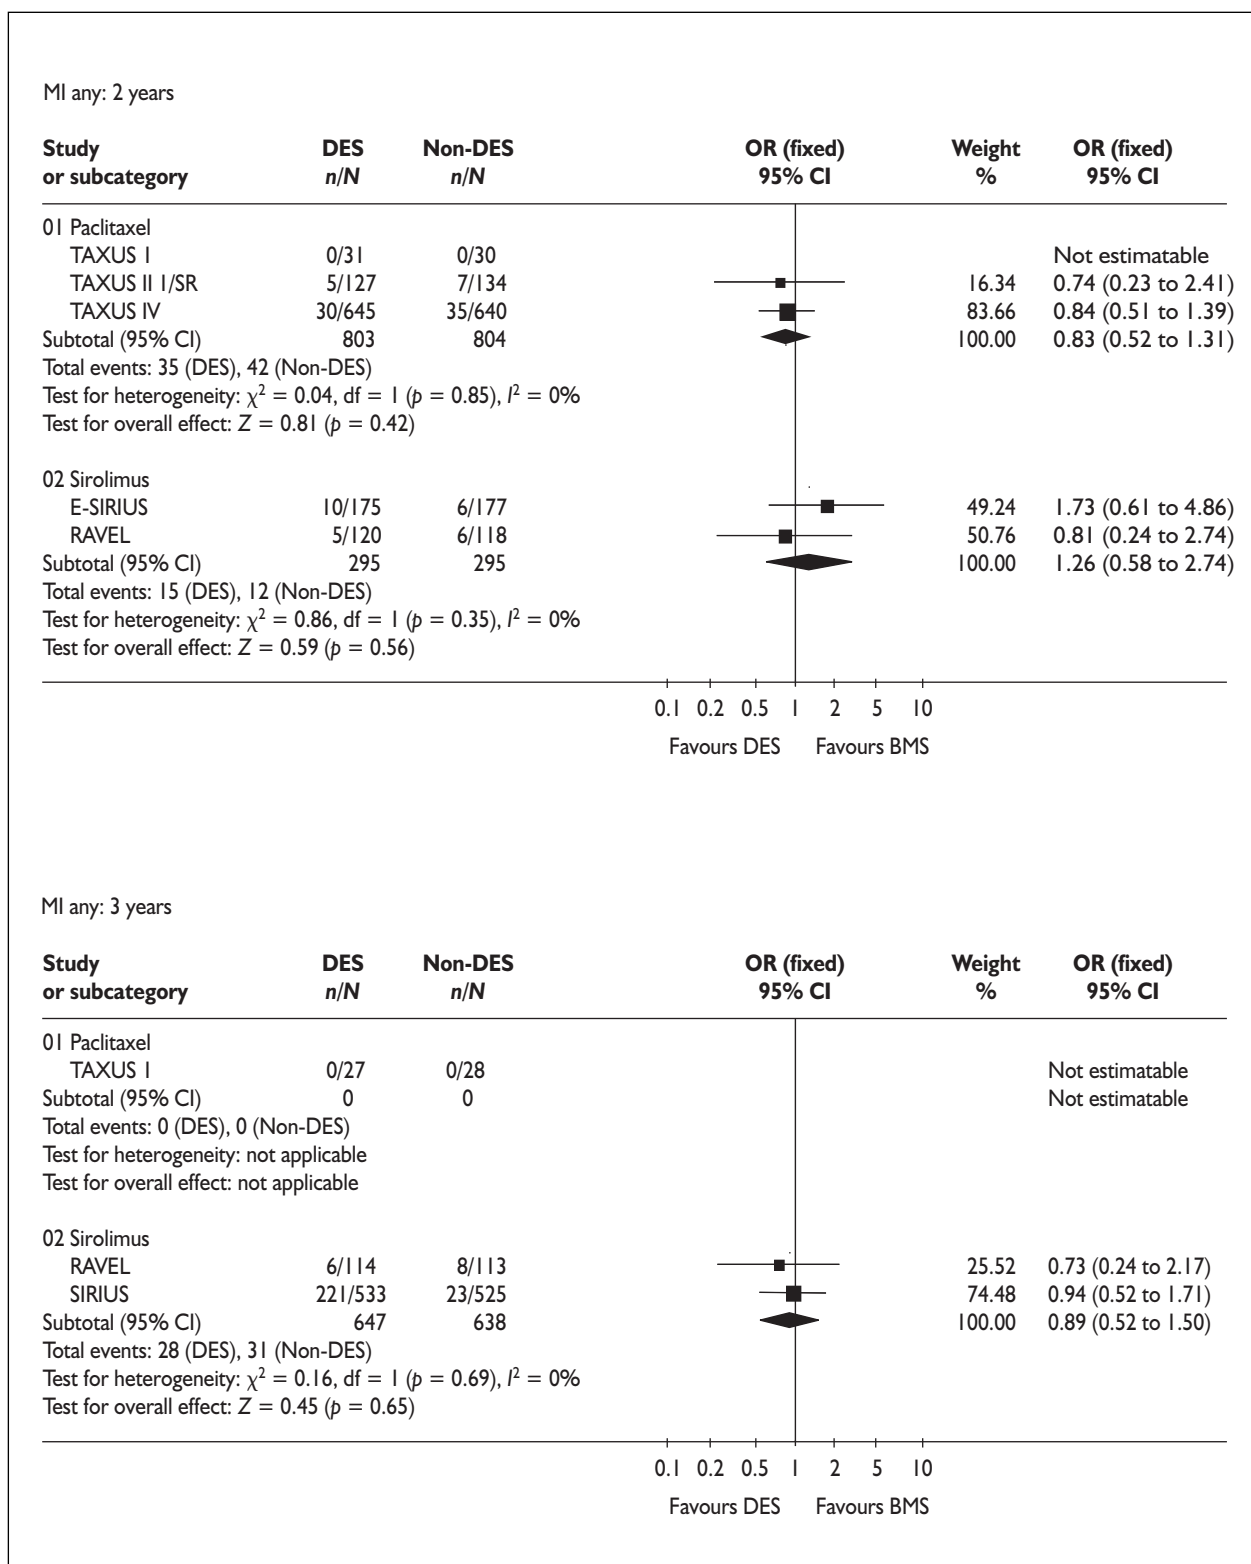 MI any: 2 years
Study DES Non-DES OR (fixed) Weight OR (fixed)
or subcategory n/N n/N 95% CI % 95% CI
01 Paclitaxel
TAXUS I 0/31 0/30 Not estimatable
TAXUS II 1/SR 5/127 7/134 16.34 0.74 (0.23 to 2.41)
TAXUS IV 30/645 35/640 83.66 0.84 (0.51 to 1.39)
Subtotal (95% CI) 803 804 100.00 0.83 (0.52 to 1.31)
Total events: 35 (DES), 42 (Non-DES)
Test for heterogeneity: χ² = 0.04, df = 1 (p = 0.85), I² = 0%
Test for overall effect: Z = 0.81 (p = 0.42)
02 Sirolimus
E-SIRIUS 10/175 6/177 49.24 1.73 (0.61 to 4.86)
RAVEL 5/120 6/118 50.76 0.81 (0.24 to 2.74)
Subtotal (95% CI) 295 295 100.00 1.26 (0.58 to 2.74)
Total events: 15 (DES), 12 (Non-DES)
Test for heterogeneity: χ² = 0.86, df = 1 (p = 0.35), I² = 0%
Test for overall effect: Z = 0.59 (p = 0.56)
0.1 0.2 0.5 1 2 5 10
Favours DES Favours BMS
MI any: 3 years
Study DES Non-DES OR (fixed) Weight OR (fixed)
or subcategory n/N n/N 95% CI % 95% CI
01 Paclitaxel
TAXUS I 0/27 0/28 Not estimatable
Subtotal (95% CI) 0 0 Not estimatable
Total events: 0 (DES), 0 (Non-DES)
Test for heterogeneity: not applicable
Test for overall effect: not applicable
02 Sirolimus
RAVEL 6/114 8/113 25.52 0.73 (0.24 to 2.17)
SIRIUS 221/533 23/525 74.48 0.94 (0.52 to 1.71)
Subtotal (95% CI) 647 638 100.00 0.89 (0.52 to 1.50)
Total events: 28 (DES), 31 (Non-DES)
Test for heterogeneity: χ² = 0.16, df = 1 (p = 0.69), I² = 0%
Test for overall effect: Z = 0.45 (p = 0.65)
0.1 0.2 0.5 1 2 5 10
Favours DES Favours BMS